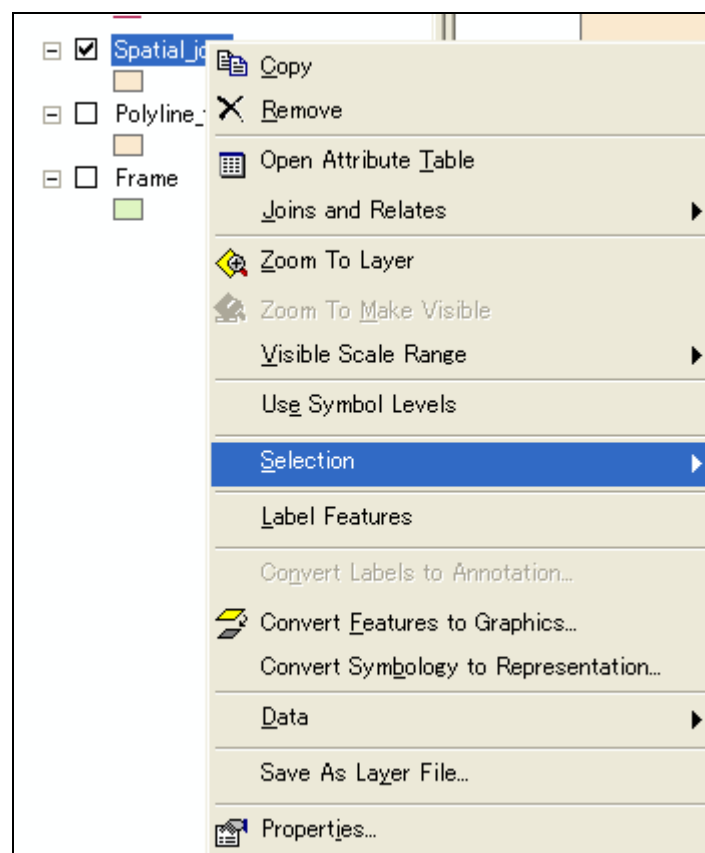 Spatial_jo
Polyline_
Frame
Copy
Remove
Open Attribute Table
Joins and Relates
Zoom To Layer
Zoom To Make Visible
Visible Scale Range
Use Symbol Levels
Selection
Label Features
Convert Labels to Annotation...
Convert Features to Graphics...
Convert Symbology to Representation...
Data
Save As Layer File...
Properties...